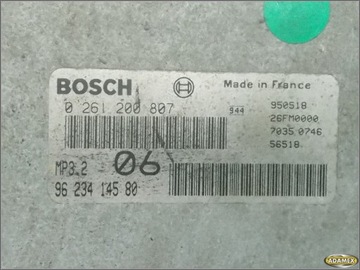 BOSCH
Made in France
0 261 200 807
944
950518
26FM0000
7035 0746
56518
MP3.2
06
96 234 145 80
ADAMEX